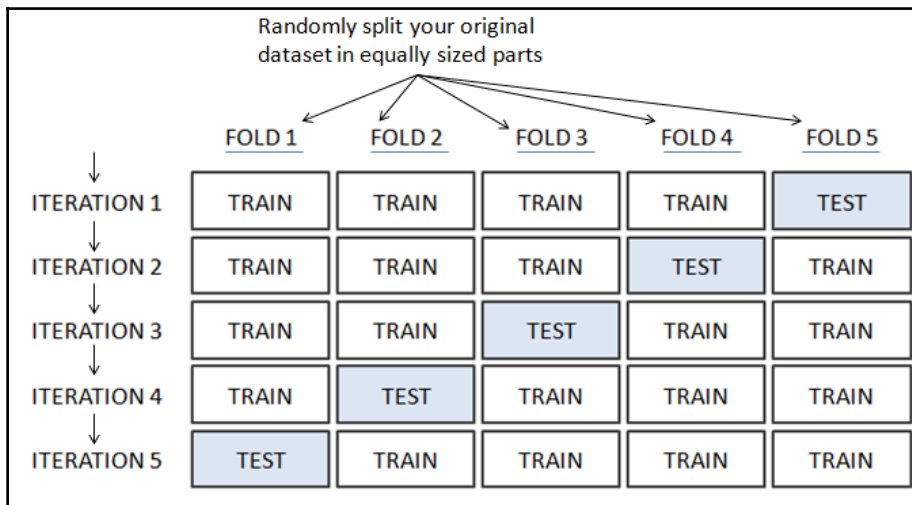 Randomly split your original
dataset in equally sized parts
FOLD 1 FOLD 2 FOLD 3 FOLD 4 FOLD 5
ITERATION 1 TRAIN TRAIN TRAIN TRAIN TEST
ITERATION 2 TRAIN TRAIN TRAIN TEST TRAIN
ITERATION 3 TRAIN TRAIN TEST TRAIN TRAIN
ITERATION 4 TRAIN TEST TRAIN TRAIN TRAIN
ITERATION 5 TEST TRAIN TRAIN TRAIN TRAIN